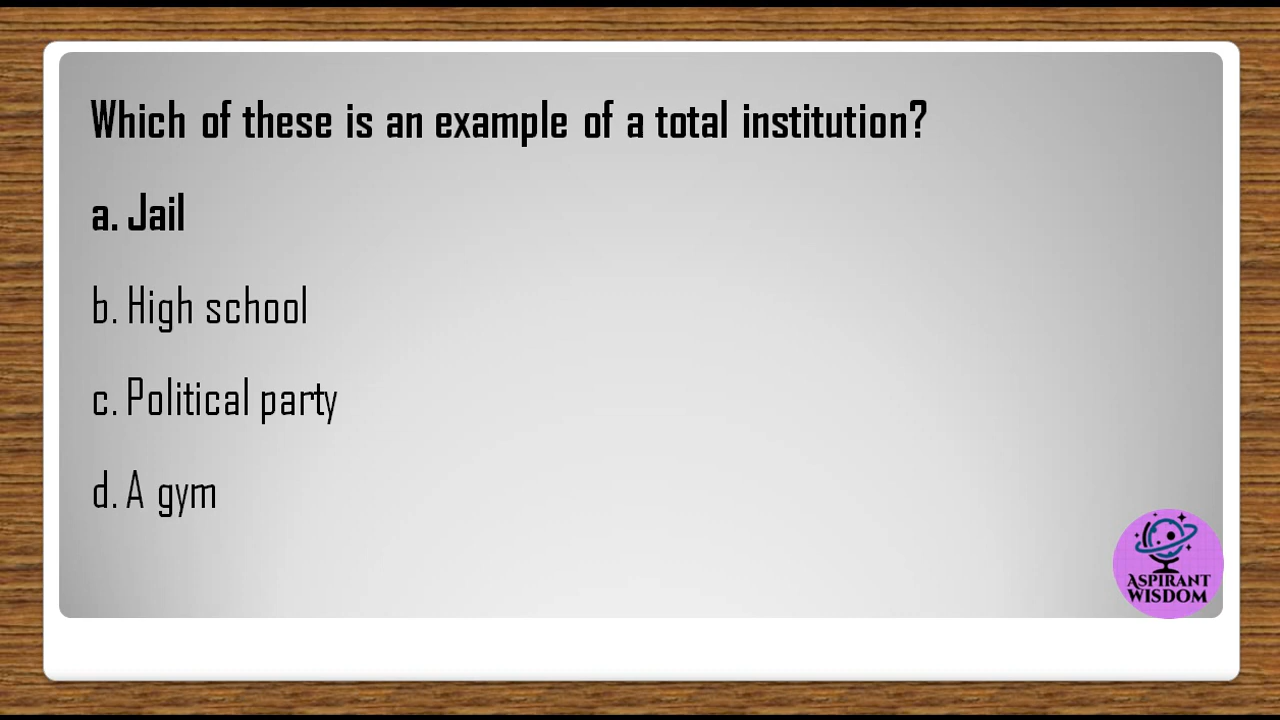 Which of these is an example of a total institution?
a. Jail
b. High school
c. Political party
d. A gym
ASPIRANT
WISDOM